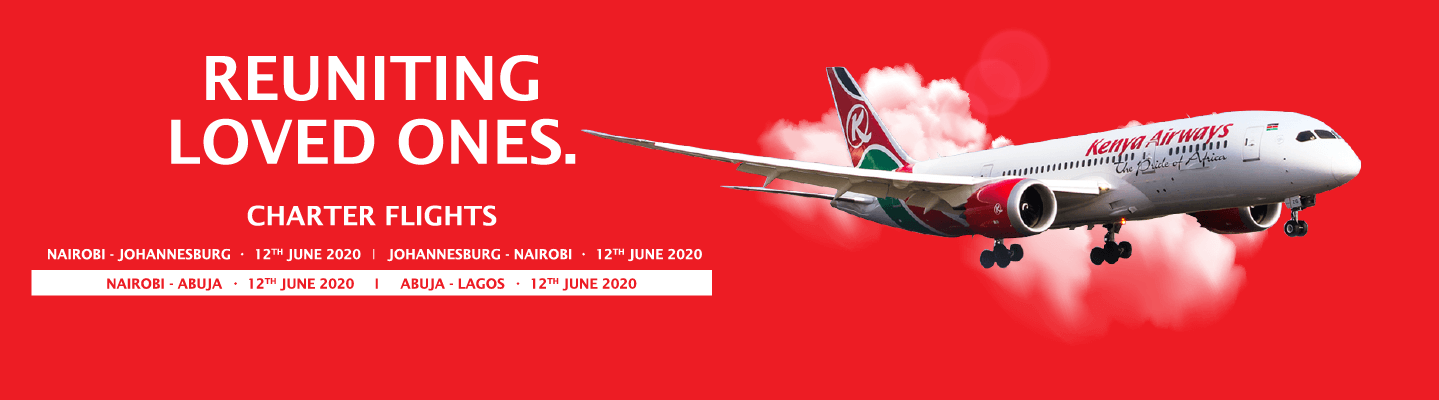 REUNITING
LOVED ONES.
CHARTER FLIGHTS
NAIROBI - JOHANNESBURG · 12TH JUNE 2020 | JOHANNESBURG - NAIROBI · 12TH JUNE 2020
NAIROBI - ABUJA · 12TH JUNE 2020 | ABUJA - LAGOS · 12TH JUNE 2020
Kenya Airways
The Pride of Africa